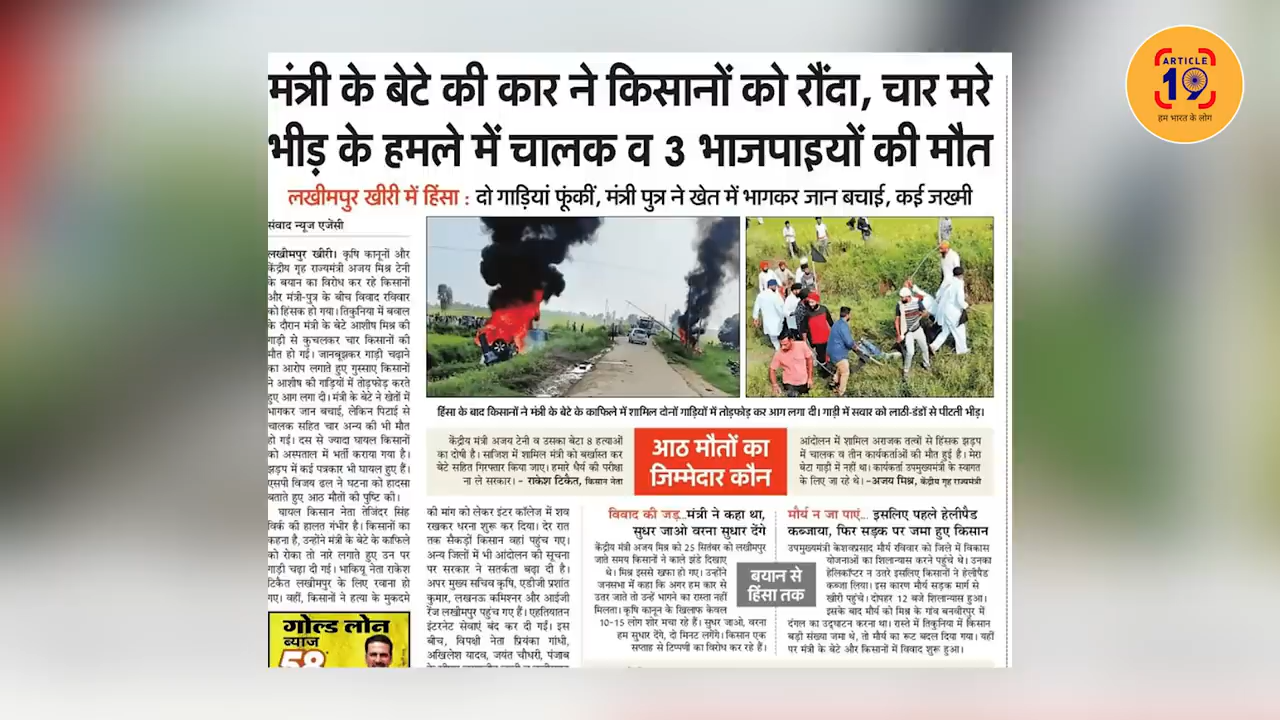 ARTICLE
19
हम भारत के लोग
मंत्री के बेटे की कार ने किसानों को रौंदा, चार मरे
भीड़ के हमले में चालक व 3 भाजपाइयों की मौत
लखीमपुर खीरी में हिंसा : दो गाड़ियां फूंकीं, मंत्री पुत्र ने खेत में भागकर जान बचाई, कई जख्मी
संवाद न्यूज एजेंसी
लखीमपुर खीरी। कृषि कानूनों और
केंद्रीय गृह राज्यमंत्री अजय मिश्र टेनी
के बयान का विरोध कर रहे किसानों
और मंत्री-पुत्र के बीच विवाद रविवार
को हिंसक हो गया। तिकुनिया में बवाल
के दौरान मंत्री के बेटे आशीष मिश्र की
गाड़ी से कुचलकर चार किसानों की
मौत हो गई। जानबूझकर गाड़ी चढ़ाने
का आरोप लगाते हुए गुस्साए किसानों
ने आशीष की गाड़ियों में तोड़फोड़ करते
हुए आग लगा दी। मंत्री के बेटे ने खेतों में
भागकर जान बचाई, लेकिन पिटाई से
चालक सहित चार अन्य की भी मौत
हो गई। दस से ज्यादा घायल किसानों
को अस्पताल में भर्ती कराया गया है।
झड़प में कई पत्रकार भी घायल हुए हैं।
एसपी विजय ढल ने घटना को हादसा
बताते हुए आठ मौतों की पुष्टि की।
घायल किसान नेता तेजिंदर सिंह
विर्क की हालत गंभीर है। किसानों का
कहना है, उन्होंने मंत्री के बेटे के काफिले
को रोका तो नारे लगाते हुए उन पर
गाड़ी चढ़ा दी गई। भाकियू नेता राकेश
टिकैत लखीमपुर के लिए रवाना हो
गए। वहीं, किसानों ने हत्या के मुकदमे
गोल्ड लोन
ब्याज
58
हिंसा के बाद किसानों ने मंत्री के बेटे के काफिले में शामिल दोनों गाड़ियों में तोड़फोड़ कर आग लगा दी। गाड़ी में सवार को लाठी-डंडों से पीटती भीड़।
केंद्रीय मंत्री अजय टेनी व उसका बेटा 8 हत्याओं
का दोषी है। साजिश में शामिल मंत्री को बर्खास्त कर
बेटे सहित गिरफ्तार किया जाए। हमारे धैर्य की परीक्षा
ना ले सरकार। - राकेश टिकैत, किसान नेता
आठ मौतों का
जिम्मेदार कौन
आंदोलन में शामिल अराजक तत्वों से हिंसक झड़प
में चालक व तीन कार्यकर्ताओं की मौत हुई है। मेरा
बेटा गाड़ी में नहीं था। कार्यकर्ता उपमुख्यमंत्री के स्वागत
के लिए जा रहे थे। -अजय मिश्र, केंद्रीय गृह राज्यमंत्री
की मांग को लेकर इंटर कॉलेज में शव
रखकर धरना शुरू कर दिया। देर रात
तक सैकड़ों किसान वहां पहुंच गए।
अन्य जिलों में भी आंदोलन की सूचना
पर सरकार ने सतर्कता बढ़ा दी है।
अपर मुख्य सचिव कृषि, एडीजी प्रशांत
कुमार, लखनऊ कमिश्नर और आईजी
रेंज लखीमपुर पहुंच गए हैं। एहतियातन
इंटरनेट सेवाएं बंद कर दी गईं। इस
बीच, विपक्षी नेता प्रियंका गांधी,
अखिलेश यादव, जयंत चौधरी, पंजाब
विवाद की जड़...मंत्री ने कहा था,
सुधर जाओ वरना सुधार देंगे
केंद्रीय मंत्री अजय मिश्र को 25 सितंबर को लखीमपुर
जाते समय किसानों ने काले झंडे दिखाए
थे। मिश्र इससे खफा हो गए। उन्होंने
जनसभा में कहा कि अगर हम कार से
उतर जाते तो उन्हें भागने का रास्ता नहीं
मिलता। कृषि कानून के खिलाफ केवल
10-15 लोग शोर मचा रहे हैं। सुधर जाओ, वरना
हम सुधार देंगे, दो मिनट लगेंगे। किसान एक
सप्ताह से टिप्पणी का विरोध कर रहे हैं।
बयान से
हिंसा तक
मौर्य न जा पाएं... इसलिए पहले हेलीपैड
कब्जाया, फिर सड़क पर जमा हुए किसान
उपमुख्यमंत्री केशवप्रसाद मौर्य रविवार को जिले में विकास
योजनाओं का शिलान्यास करने पहुंचे थे। उनका
हेलिकॉप्टर न उतरे इसलिए किसानों ने हेलीपैड
कब्जा लिया। इस कारण मौर्य सड़क मार्ग से
खीरी पहुंचे। दोपहर 12 बजे शिलान्यास हुआ।
इसके बाद मौर्य को मिश्र के गांव बनवीरपुर में
दंगल का उद्घाटन करना था। रास्ते में तिकुनिया में किसान
बड़ी संख्या जमा थे, तो मौर्य का रूट बदल दिया गया। यहीं
पर मंत्री के बेटे और किसानों में विवाद शुरू हुआ।